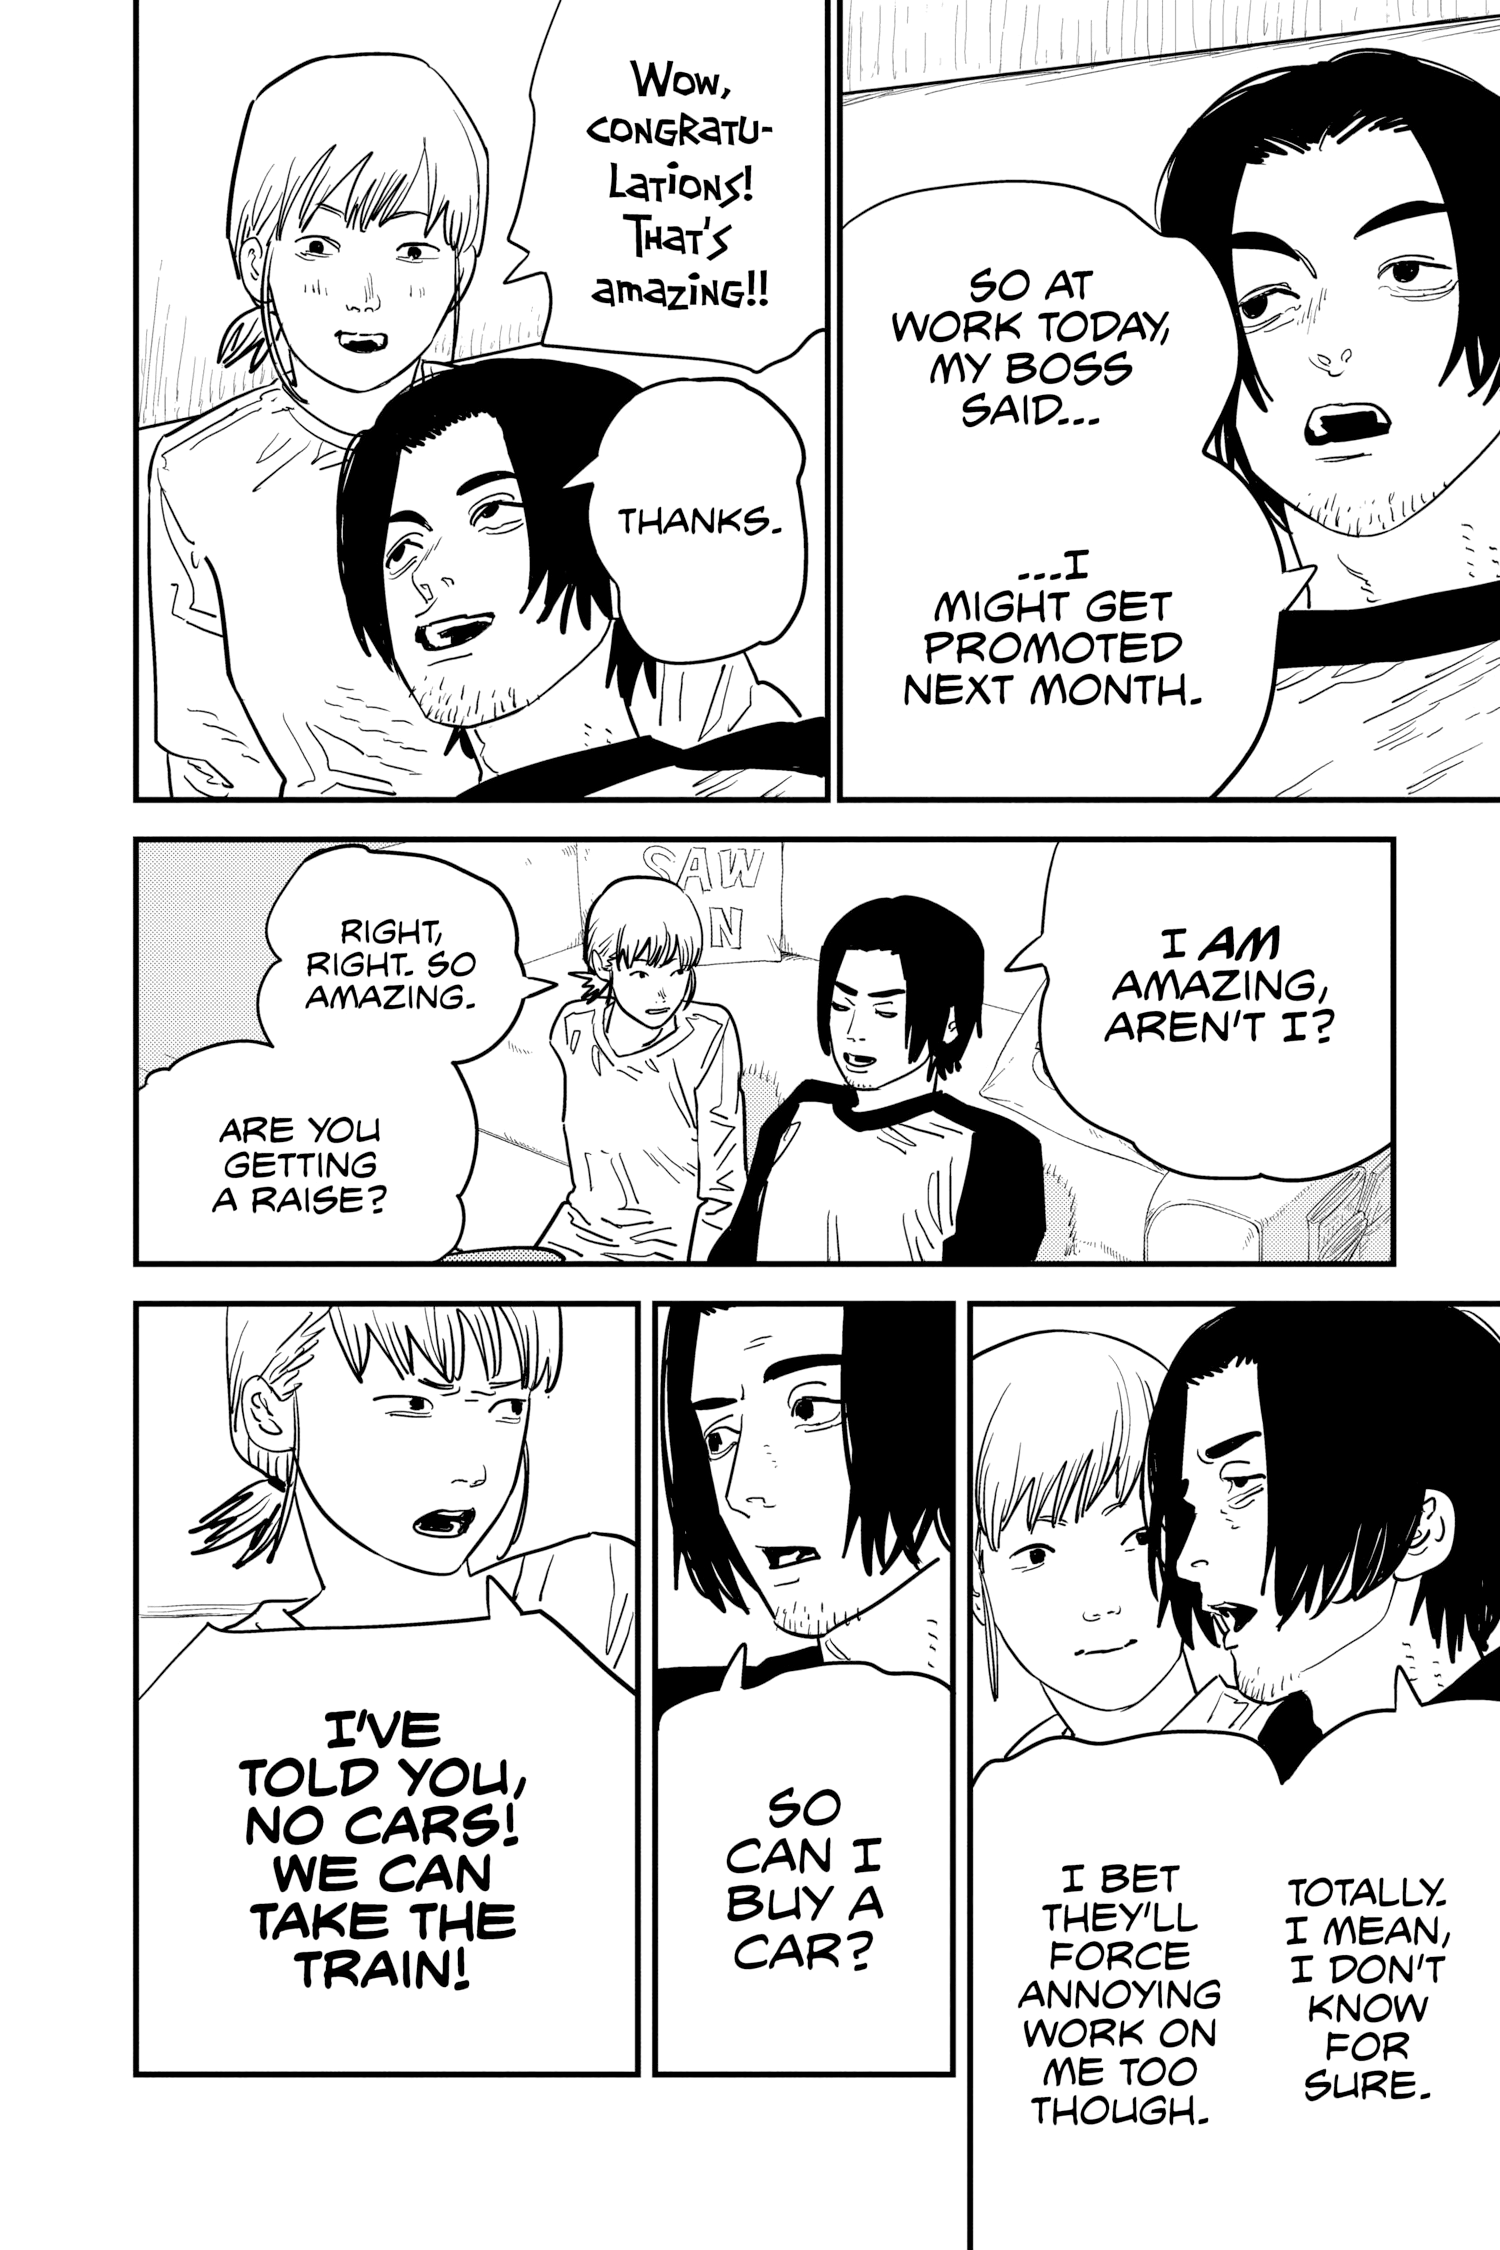 SO AT
WORK TODAY,
MY BOSS
SAID...
...I
MIGHT GET
PROMOTED
NEXT MONTH.
WOW,
CONGRATU-
LATIONS!
THAT'S
AMAZING!!
THANKS.
I AM
AMAZING,
AREN'T I?
RIGHT,
RIGHT. SO
AMAZING.
ARE YOU
GETTING
A RAISE?
SAW
N
TOTALLY.
I MEAN,
I DON'T
KNOW
FOR
SURE.
I BET
THEY'LL
FORCE
ANNOYING
WORK ON
ME TOO
THOUGH.
SO
CAN I
BUY A
CAR?
I'VE
TOLD YOU,
NO CARS!
WE CAN
TAKE THE
TRAIN!